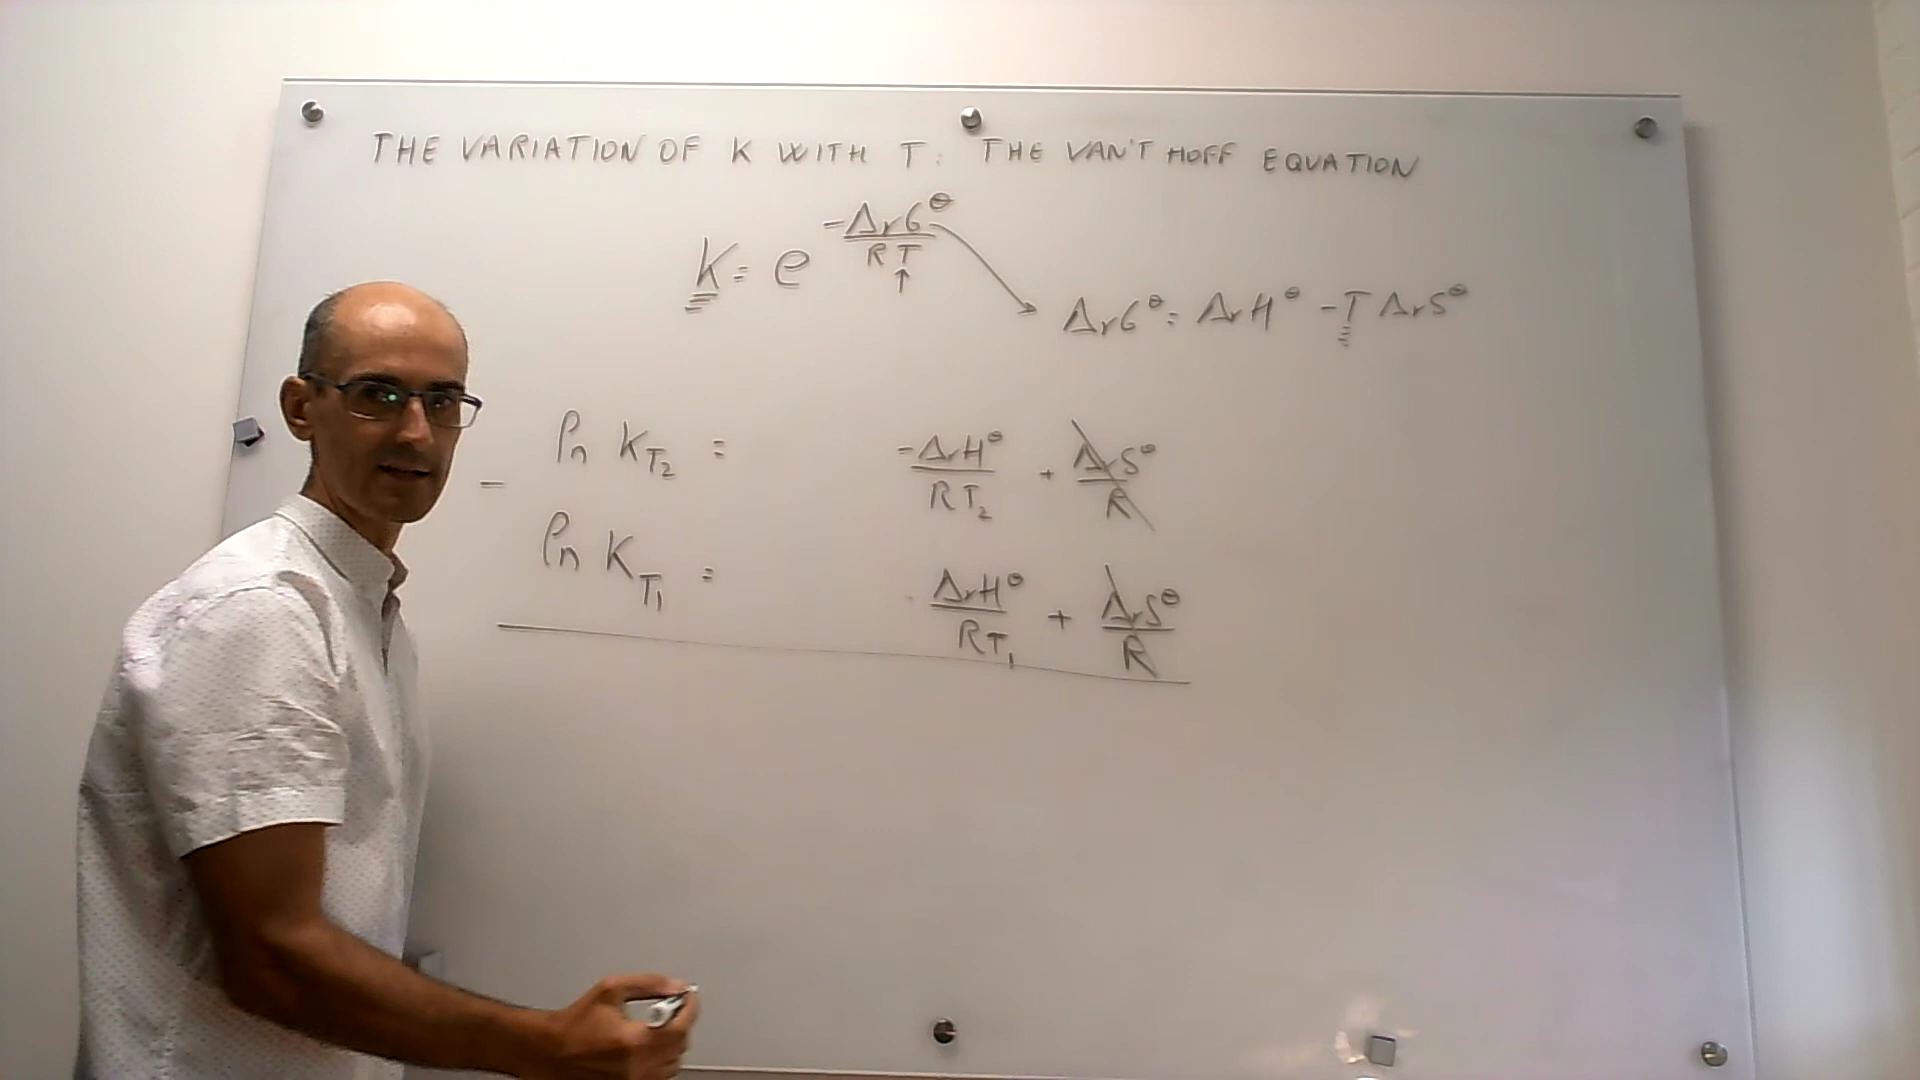 THE VARIATION OF K WITH T: THE VAN'T HOFF EQUATION
K = e^(-ΔrG⊖/RT)
↑
ΔrG⊖ = ΔrH⊖ - T ΔrS⊖
- ln K_T2 = -ΔrH⊖/RT2 + ΔrS⊖/R
ln K_T1 = ΔrH⊖/RT1 + ΔrS⊖/R